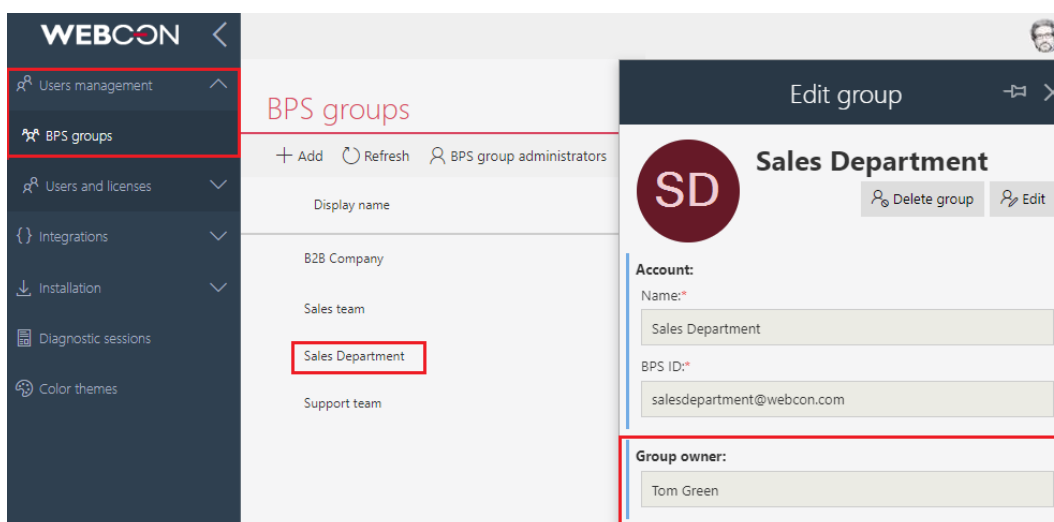 WEBCON
Users management
BPS groups
Users and licenses
Integrations
Installation
Diagnostic sessions
Color themes
BPS groups
Add Refresh BPS group administrators
Display name
B2B Company
Sales team
Sales Department
Support team
Edit group
SD
Sales Department
Delete group Edit
Account:
Name:*
Sales Department
BPS ID:*
salesdepartment@webcon.com
Group owner:
Tom Green